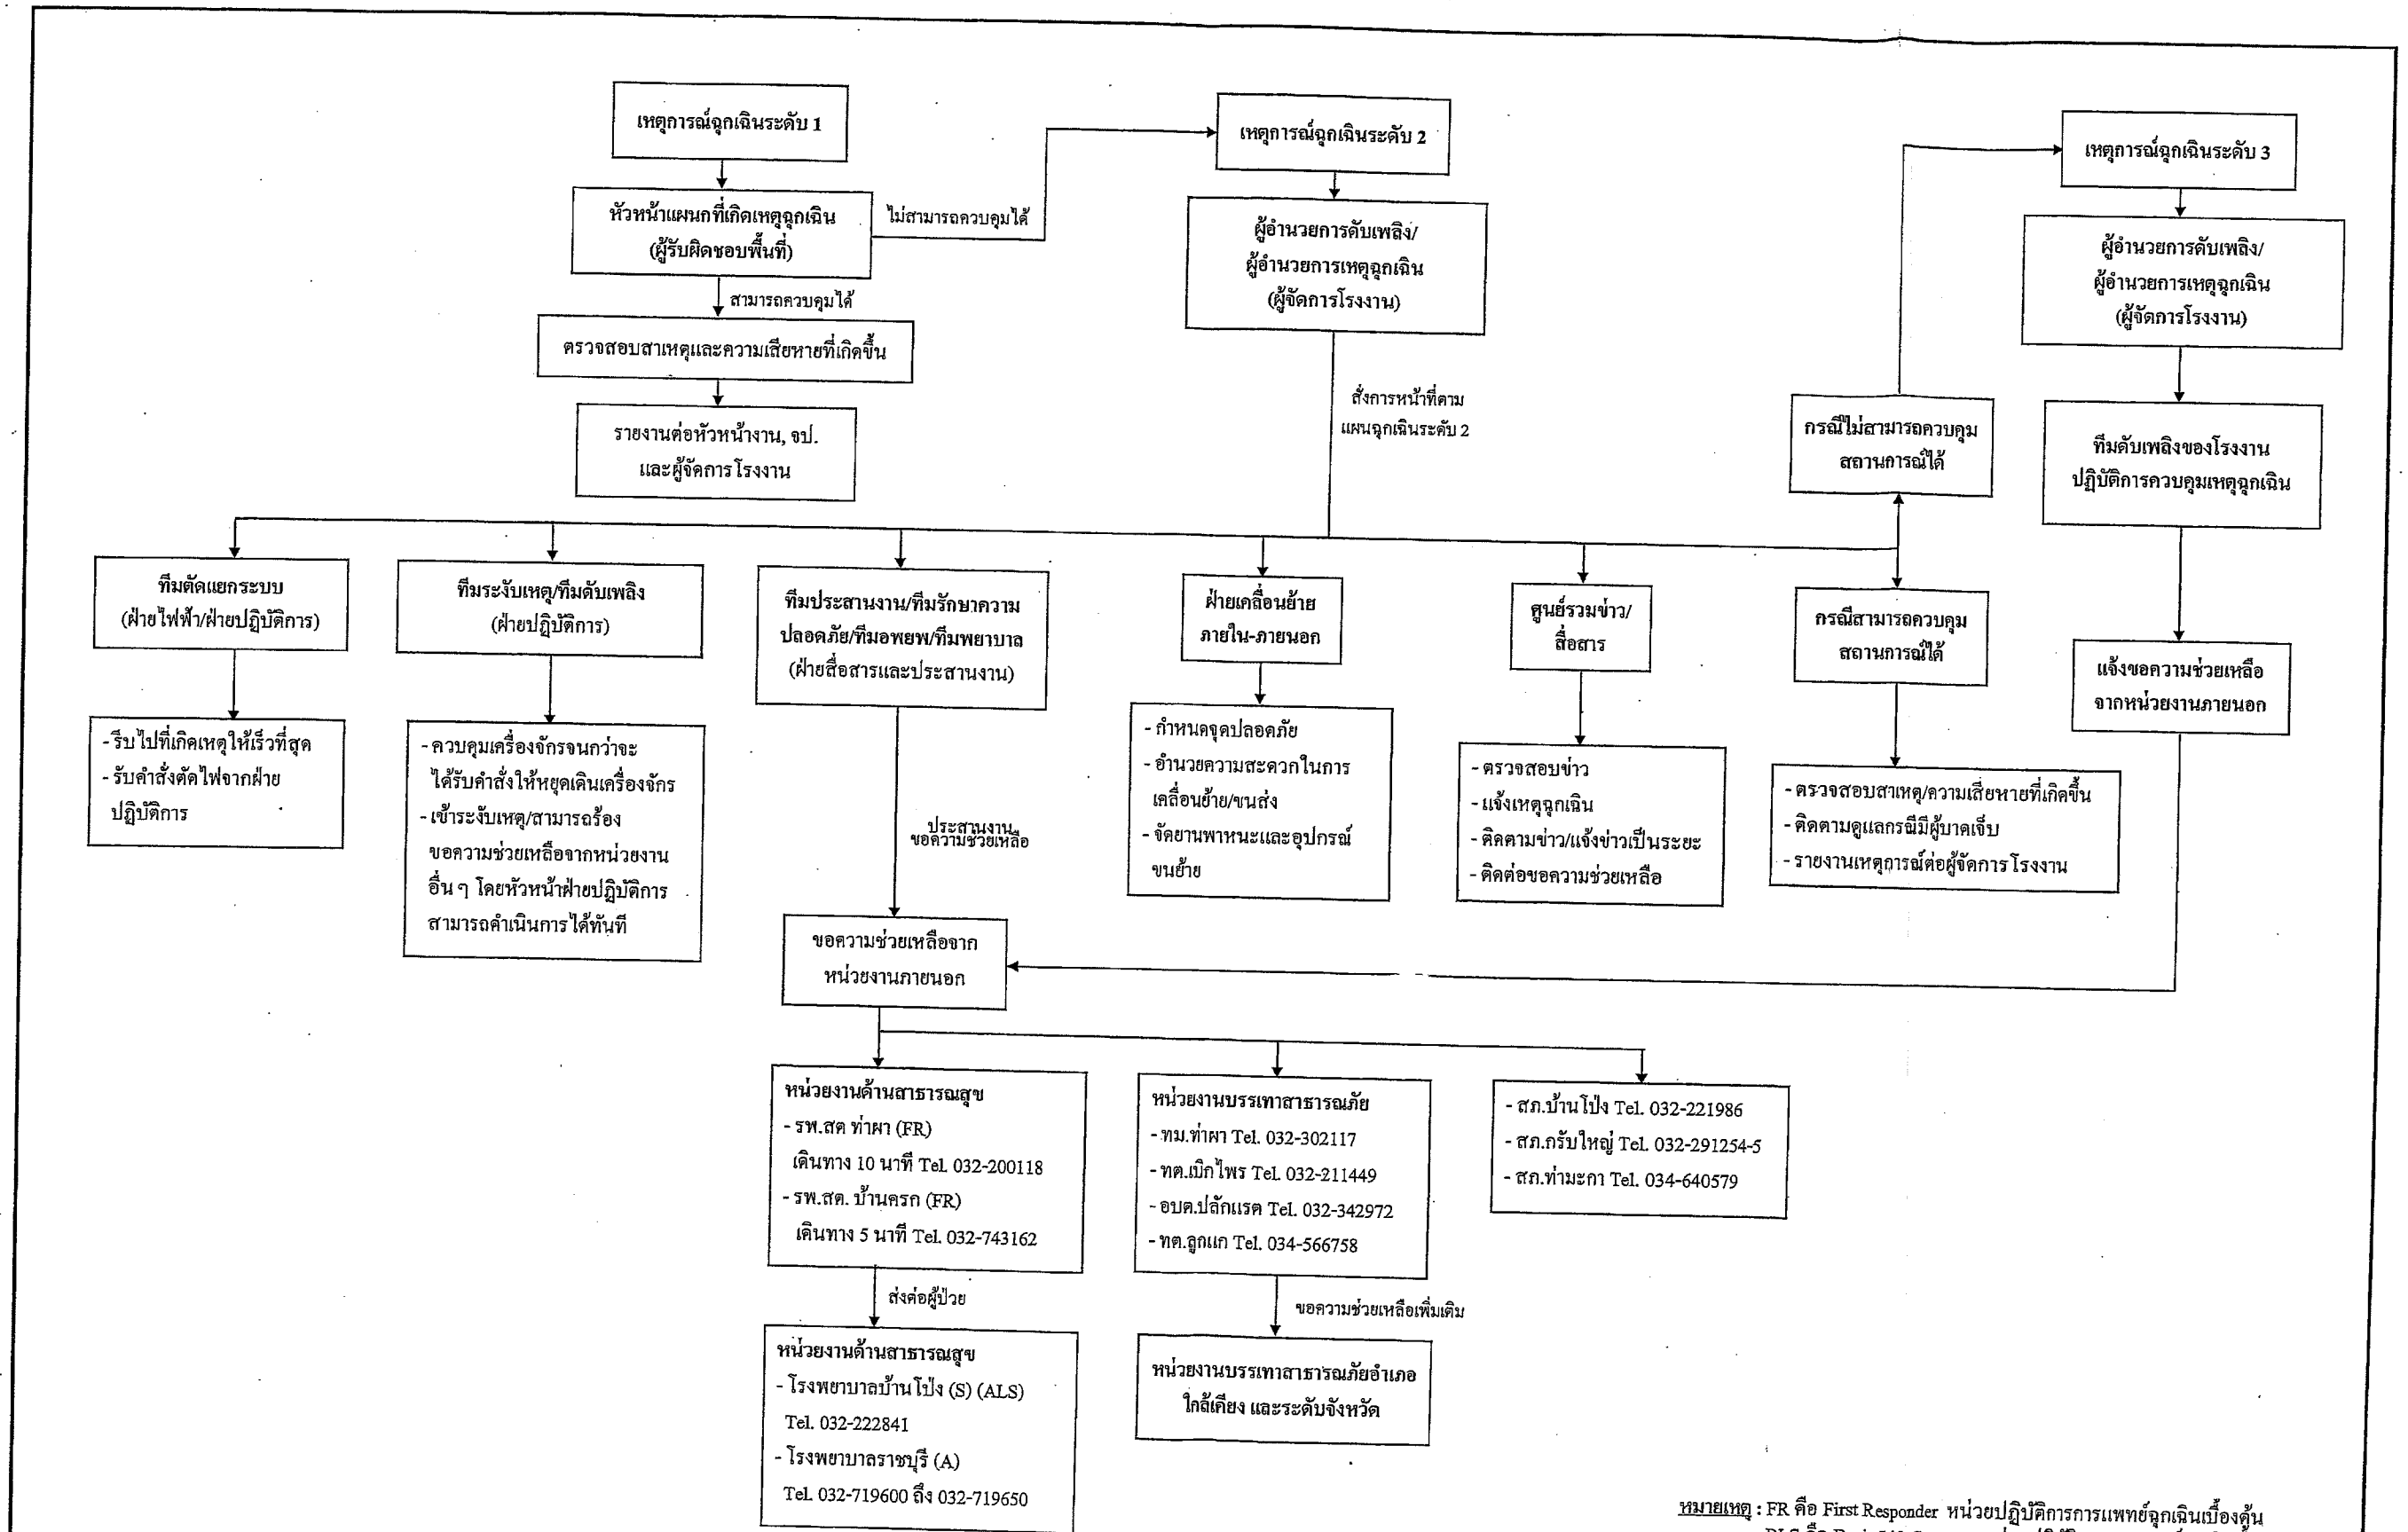 เหตุการณ์ฉุกเฉินระดับ 1
หัวหน้าแผนกที่เกิดเหตุฉุกเฉิน
(ผู้รับผิดชอบพื้นที่)
ไม่สามารถควบคุมได้
สามารถควบคุมได้
ตรวจสอบสาเหตุและความเสียหายที่เกิดขึ้น
รายงานต่อหัวหน้างาน, จป.
และผู้จัดการโรงงาน
เหตุการณ์ฉุกเฉินระดับ 2
ผู้อำนวยการดับเพลิง/
ผู้อำนวยการเหตุฉุกเฉิน
(ผู้จัดการโรงงาน)
สั่งการหน้าที่ตาม
แผนฉุกเฉินระดับ 2
เหตุการณ์ฉุกเฉินระดับ 3
ผู้อำนวยการดับเพลิง/
ผู้อำนวยการเหตุฉุกเฉิน
(ผู้จัดการโรงงาน)
กรณีไม่สามารถควบคุม
สถานการณ์ได้
ทีมดับเพลิงของโรงงาน
ปฏิบัติการควบคุมเหตุฉุกเฉิน
ทีมตัดแยกระบบ
(ฝ่ายไฟฟ้า/ฝ่ายปฏิบัติการ)
- รีบไปที่เกิดเหตุให้เร็วที่สุด
- รับคำสั่งตัดไฟจากฝ่าย
ปฏิบัติการ
ทีมระงับเหตุ/ทีมดับเพลิง
(ฝ่ายปฏิบัติการ)
- ควบคุมเครื่องจักรจนกว่าจะ
ได้รับคำสั่งให้หยุดเดินเครื่องจักร
- เข้าระงับเหตุ/สามารถร้อง
ขอความช่วยเหลือจากหน่วยงาน
อื่น ๆ โดยหัวหน้าฝ่ายปฏิบัติการ
สามารถดำเนินการได้ทันที
ทีมประสานงาน/ทีมรักษาความ
ปลอดภัย/ทีมอพยพ/ทีมพยาบาล
(ฝ่ายสื่อสารและประสานงาน)
ประสานงาน
ขอความช่วยเหลือ
ฝ่ายเคลื่อนย้าย
ภายใน-ภายนอก
- กำหนดจุดปลอดภัย
- อำนวยความสะดวกในการ
เคลื่อนย้าย/ขนส่ง
- จัดยานพาหนะและอุปกรณ์
ขนย้าย
ศูนย์รวมข่าว/
สื่อสาร
- ตรวจสอบข่าว
- แจ้งเหตุฉุกเฉิน
- ติดตามข่าว/แจ้งข่าวเป็นระยะ
- ติดต่อขอความช่วยเหลือ
กรณีสามารถควบคุม
สถานการณ์ได้
- ตรวจสอบสาเหตุ/ความเสียหายที่เกิดขึ้น
- ติดตามดูแลกรณีมีผู้บาดเจ็บ
- รายงานเหตุการณ์ต่อผู้จัดการโรงงาน
แจ้งขอความช่วยเหลือ
จากหน่วยงานภายนอก
ขอความช่วยเหลือจาก
หน่วยงานภายนอก
หน่วยงานด้านสาธารณสุข
- รพ.สต ท่าผา (FR)
เดินทาง 10 นาที Tel. 032-200118
- รพ.สต. บ้านครก (FR)
เดินทาง 5 นาที Tel. 032-743162
ส่งต่อผู้ป่วย
หน่วยงานด้านสาธารณสุข
- โรงพยาบาลบ้านโป่ง (S) (ALS)
Tel. 032-222841
- โรงพยาบาลราชบุรี (A)
Tel. 032-719600 ถึง 032-719650
หน่วยงานบรรเทาสาธารณภัย
- ทม.ท่าผา Tel. 032-302117
- ทต.เบิกไพร Tel. 032-211449
- อบต.ปลักแรต Tel. 032-342972
- ทต.ลูกแก Tel. 034-566758
ขอความช่วยเหลือเพิ่มเติม
หน่วยงานบรรเทาสาธารณภัยอำเภอ
ใกล้เคียง และระดับจังหวัด
- สภ.บ้านโป่ง Tel. 032-221986
- สภ.กรับใหญ่ Tel. 032-291254-5
- สภ.ท่ามะกา Tel. 034-640579
หมายเหตุ : FR คือ First Responder หน่วยปฏิบัติการการแพทย์ฉุกเฉินเบื้องต้น